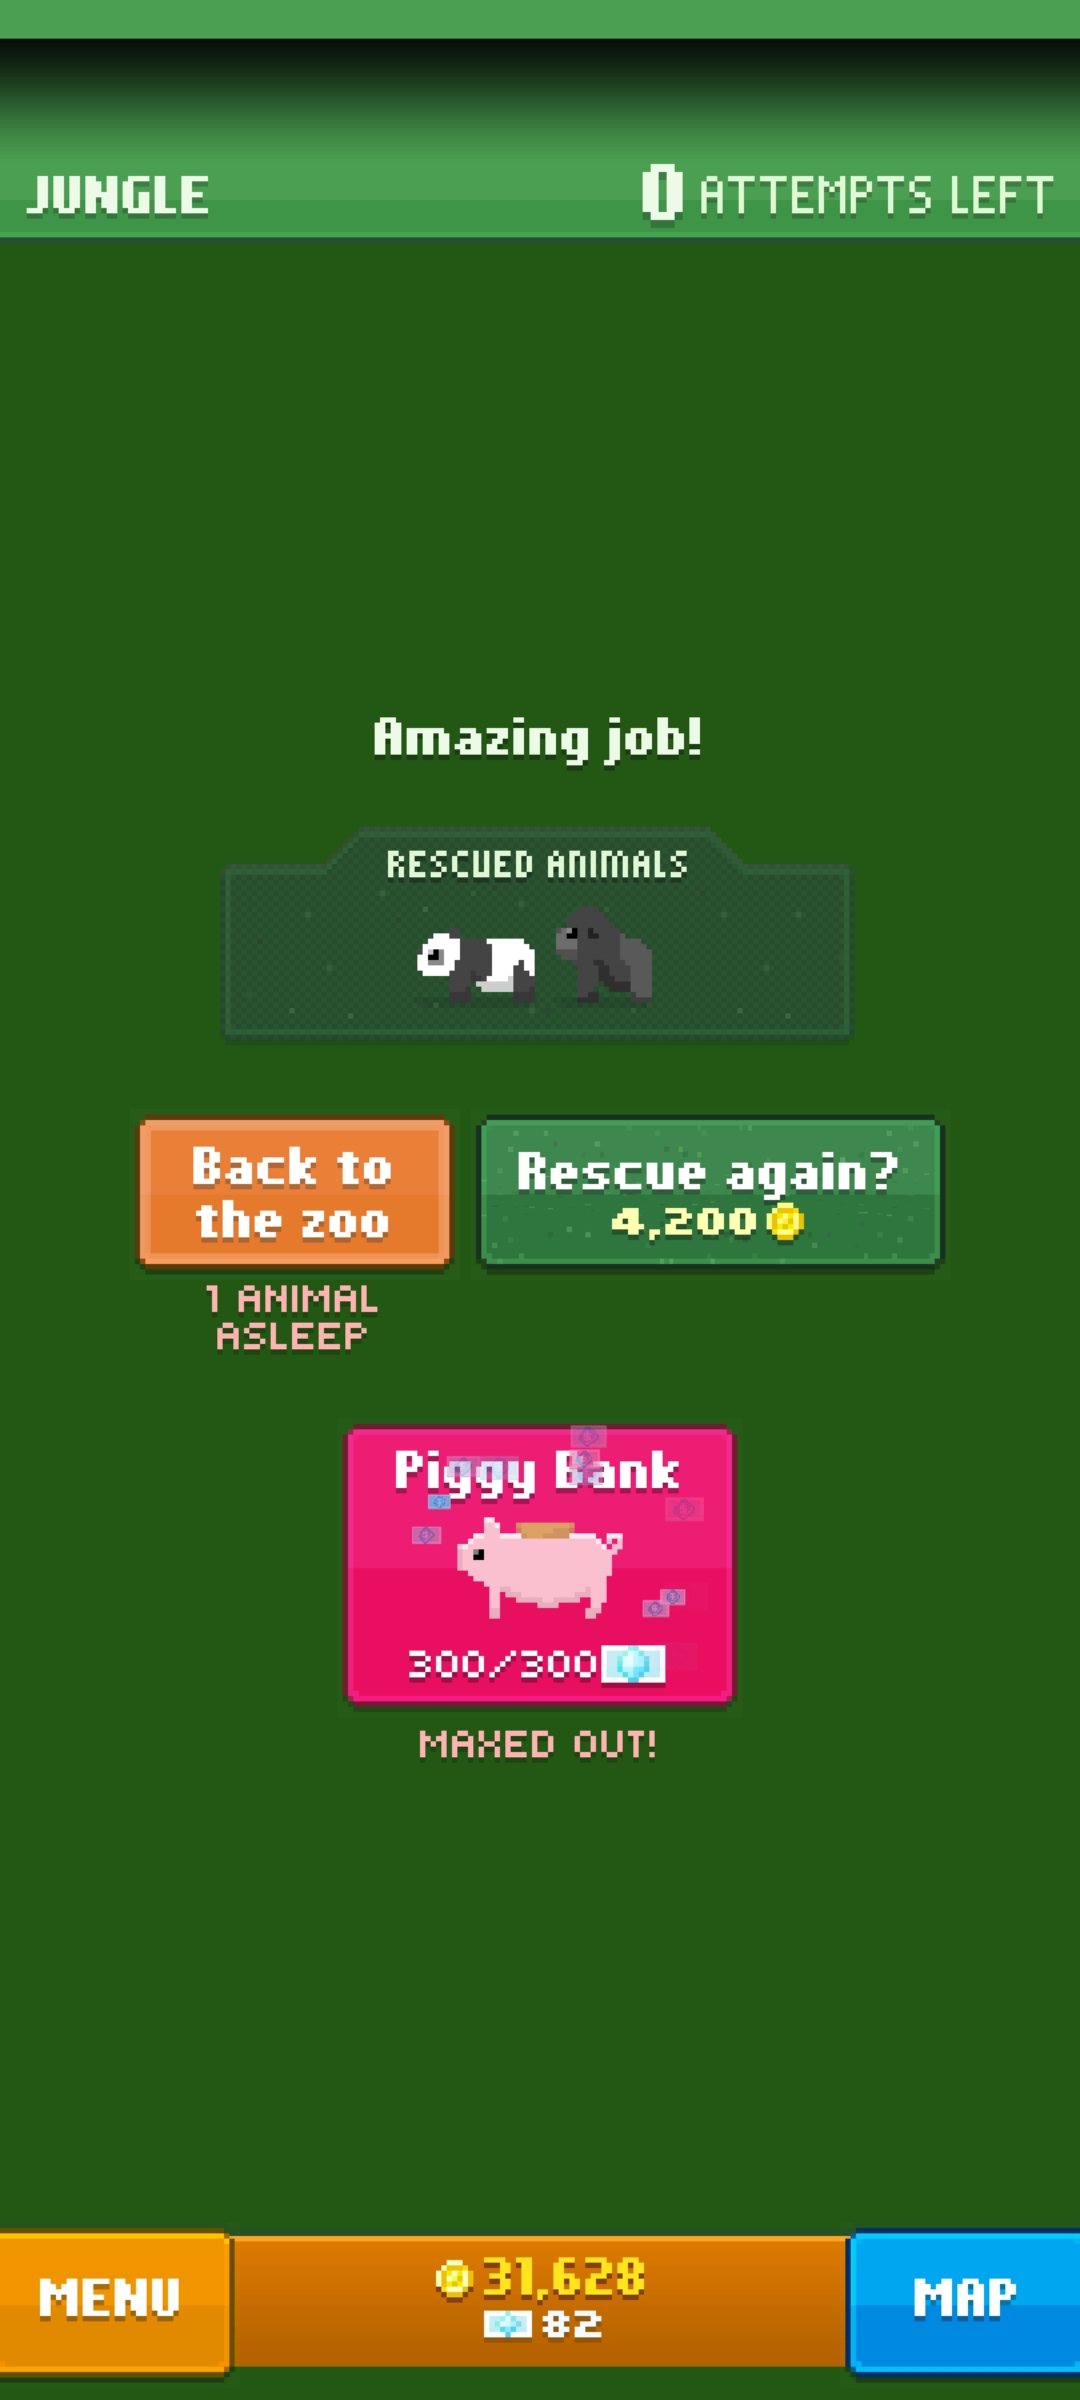 JUNGLE
0 ATTEMPTS LEFT
Amazing job!
RESCUED ANIMALS
Back to
the zoo
Rescue again?
4,200
1 ANIMAL
ASLEEP
Piggy Bank
300/300
MAXED OUT!
MENU
31,628
82
MAP